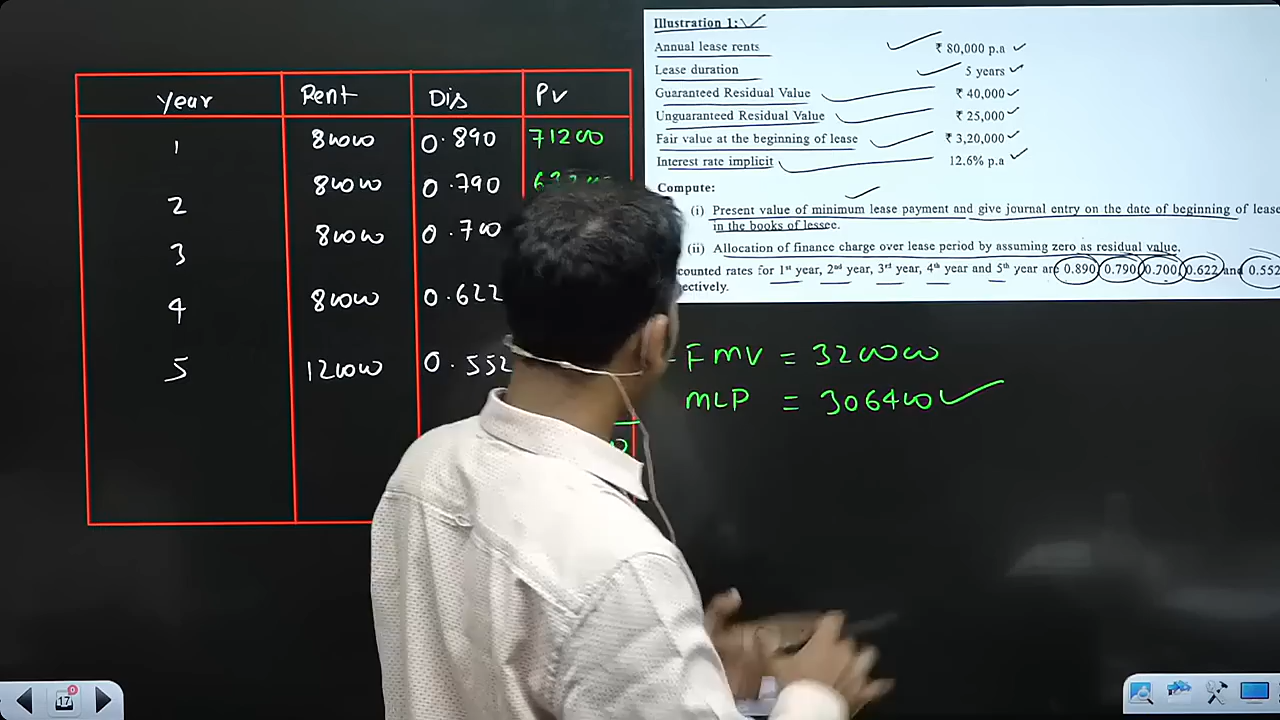 Year Rent Dis PV
1 80000 0.890 71200
2 80000 0.790
3 80000 0.700
4 80000 0.622
5 120000 0.552
Illustration 1:
Annual lease rents ₹ 80,000 p.a
Lease duration 5 years
Guaranteed Residual Value ₹ 40,000
Unguaranteed Residual Value ₹ 25,000
Fair value at the beginning of lease ₹ 3,20,000
Interest rate implicit 12.6% p.a
Compute:
(i) Present value of minimum lease payment and give journal entry on the date of beginning of lease
in the books of lessee.
(ii) Allocation of finance charge over lease period by assuming zero as residual value.
counted rates for 1st year, 2nd year, 3rd year, 4th year and 5th year are 0.890, 0.790, 0.700, 0.622 and 0.552
ectively.
FMV = 320000
MLP = 306400
17